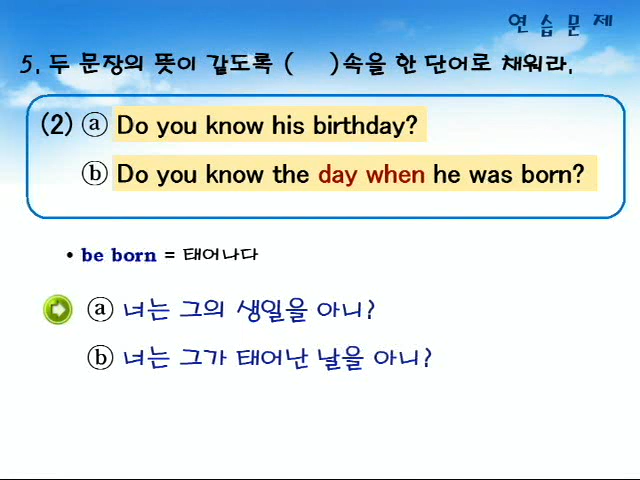 연 습 문 제
5. 두 문장의 뜻이 같도록 (    )속을 한 단어로 채워라.
(2) ⓐ Do you know his birthday?
ⓑ Do you know the day when he was born?
• be born = 태어나다
ⓐ 너는 그의 생일을 아니?
ⓑ 너는 그가 태어난 날을 아니?